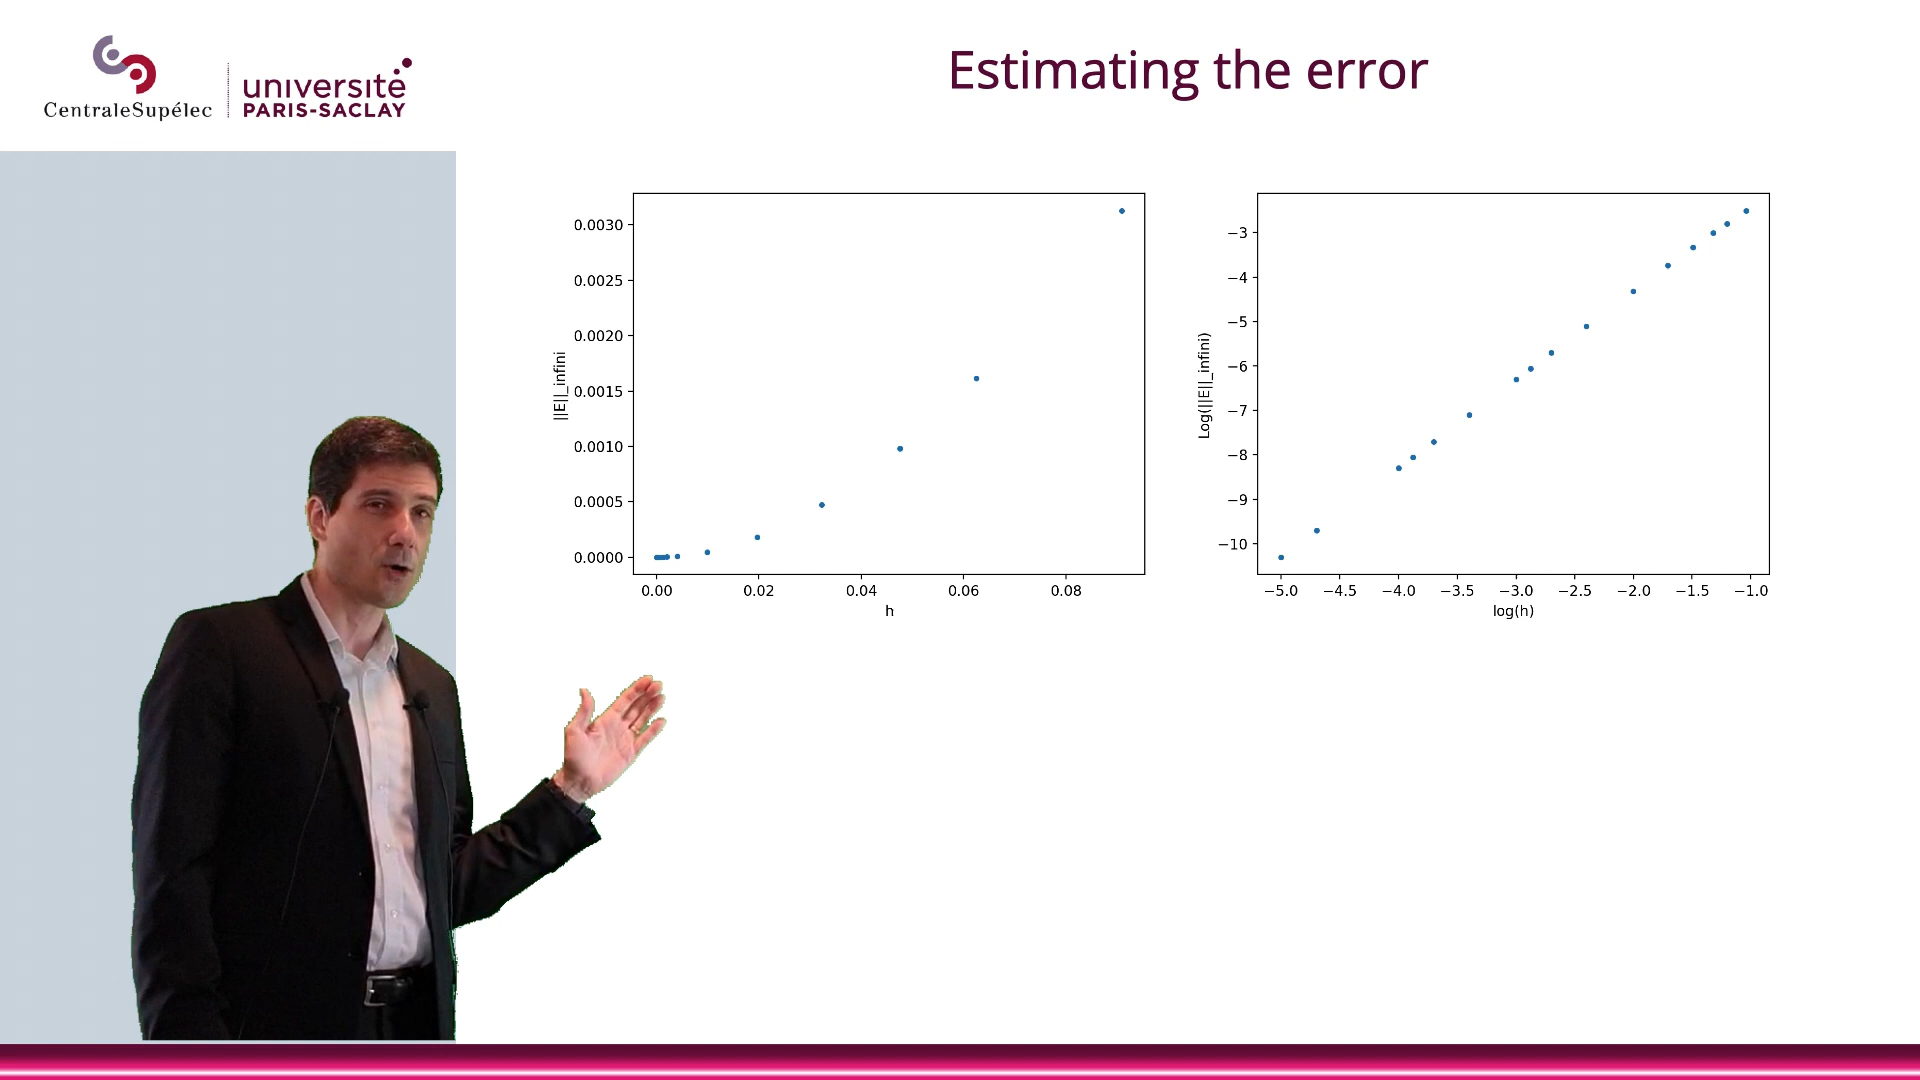 CentraleSupélec
université
PARIS-SACLAY
Estimating the error
0.0030
0.0025
0.0020
0.0015
0.0010
0.0005
0.0000
||E||_infini
0.00 0.02 0.04 0.06 0.08
h
−3
−4
−5
−6
−7
−8
−9
−10
Log(||E||_infini)
−5.0 −4.5 −4.0 −3.5 −3.0 −2.5 −2.0 −1.5 −1.0
log(h)